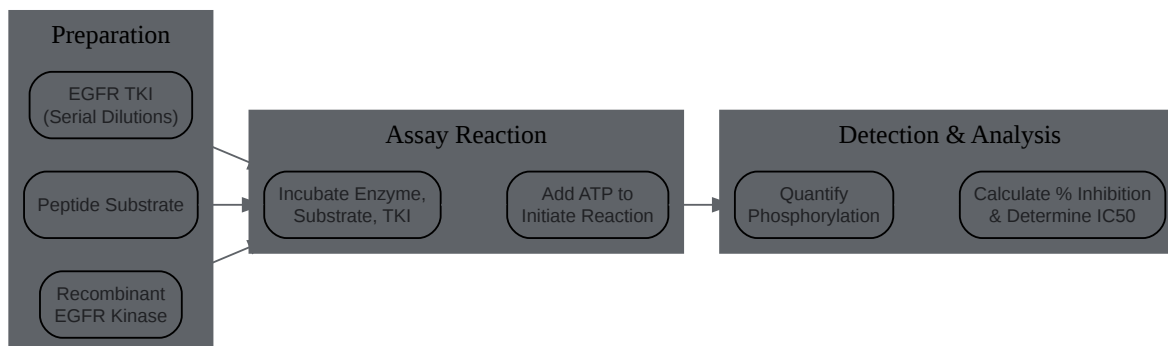 Preparation
EGFR TKI
(Serial Dilutions)
Peptide Substrate
Recombinant
EGFR Kinase
Assay Reaction
Incubate Enzyme,
Substrate, TKI
Add ATP to
Initiate Reaction
Detection & Analysis
Quantify
Phosphorylation
Calculate % Inhibition
& Determine IC50